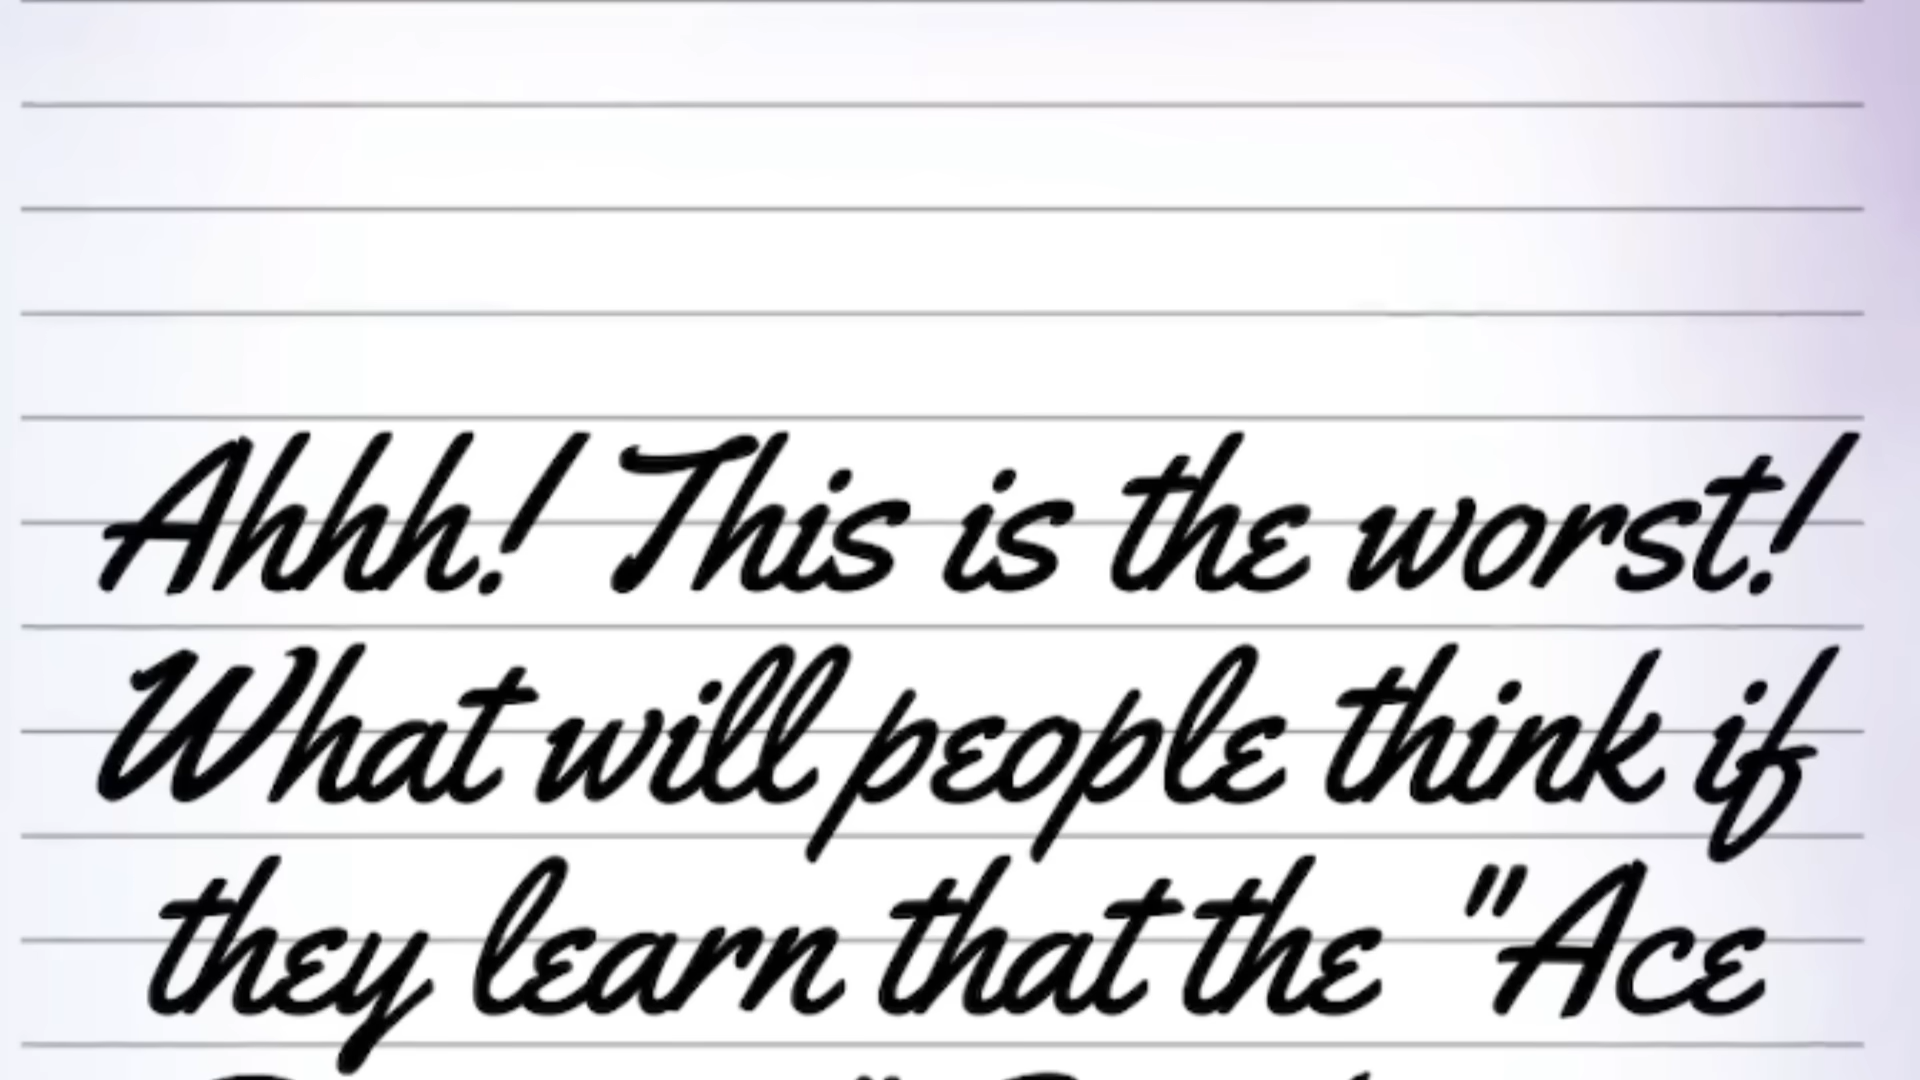 Ahhh! This is the worst!
What will people think if
they learn that the "Ace